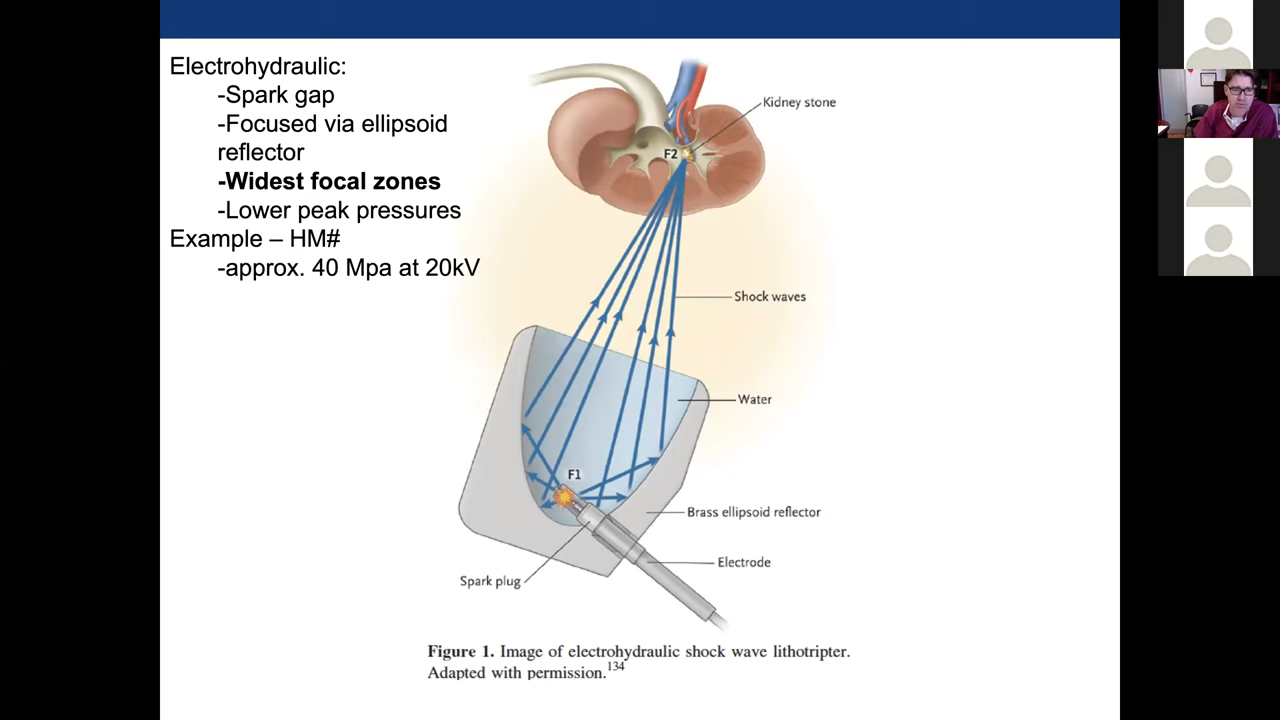 Electrohydraulic:
-Spark gap
-Focused via ellipsoid
reflector
-Widest focal zones
-Lower peak pressures
Example – HM#
-approx. 40 Mpa at 20kV
Kidney stone
F2
Shock waves
Water
F1
Brass ellipsoid reflector
Electrode
Spark plug
Figure 1. Image of electrohydraulic shock wave lithotripter.
Adapted with permission.134